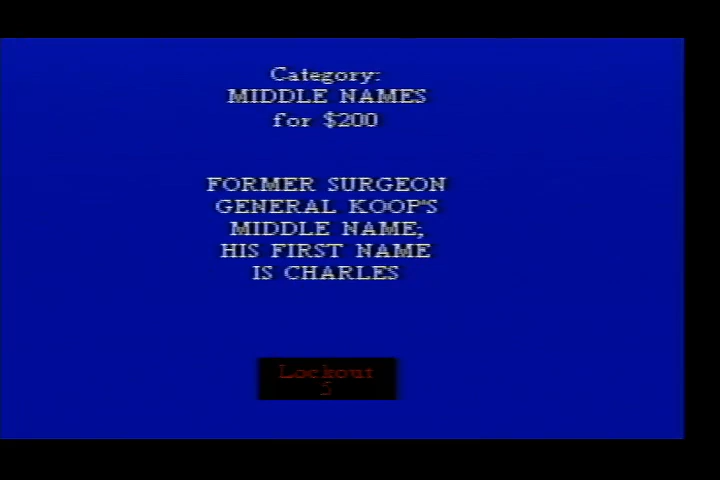 Category:
MIDDLE NAMES
for $200
FORMER SURGEON
GENERAL KOOP'S
MIDDLE NAME;
HIS FIRST NAME
IS CHARLES
Lockout
5